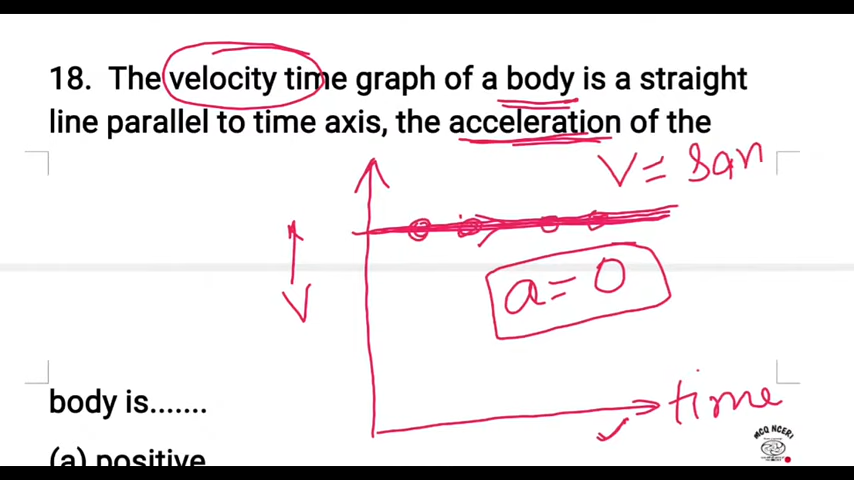 18. The velocity time graph of a body is a straight
line parallel to time axis, the acceleration of the
V =
V
a = 0
time
body is.......
(a) positive
MCQ NCERT